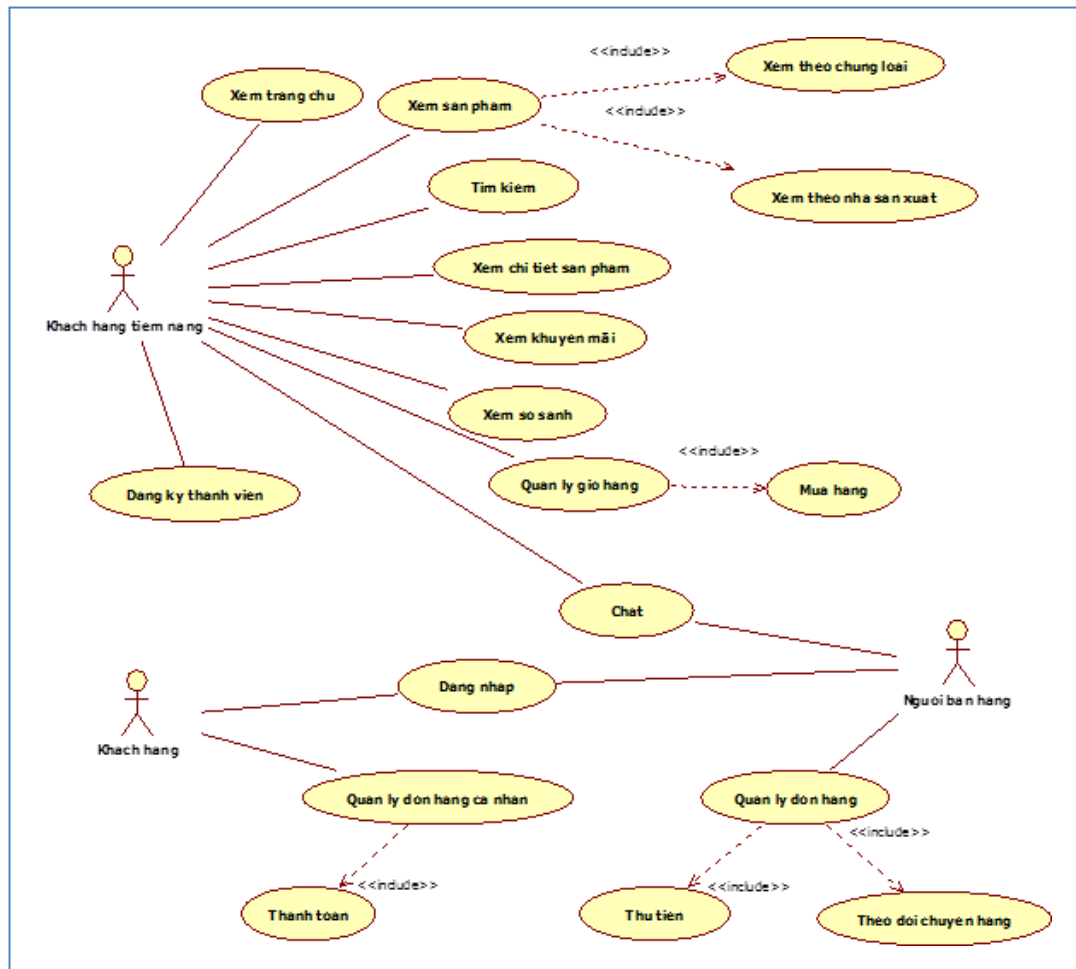 <<include>>
Xem theo chung loai
Xem trang chu
Xem san pham
<<include>>
Tim kiem
Xem theo nha san xuat
Xem chi tiet san pham
Khach hang tiem nang
Xem khuyen mãi
Xem so sanh
<<include>>
Dang ky thanh vien
Quan ly gio hang
Mua hang
Chat
Dang nhap
Nguoi ban hang
Khach hang
Quan ly don hang ca nhan
Quan ly don hang
<<include>>
<<include>>
<<include>>
Thanh toan
Thu tien
Theo doi chuyen hang